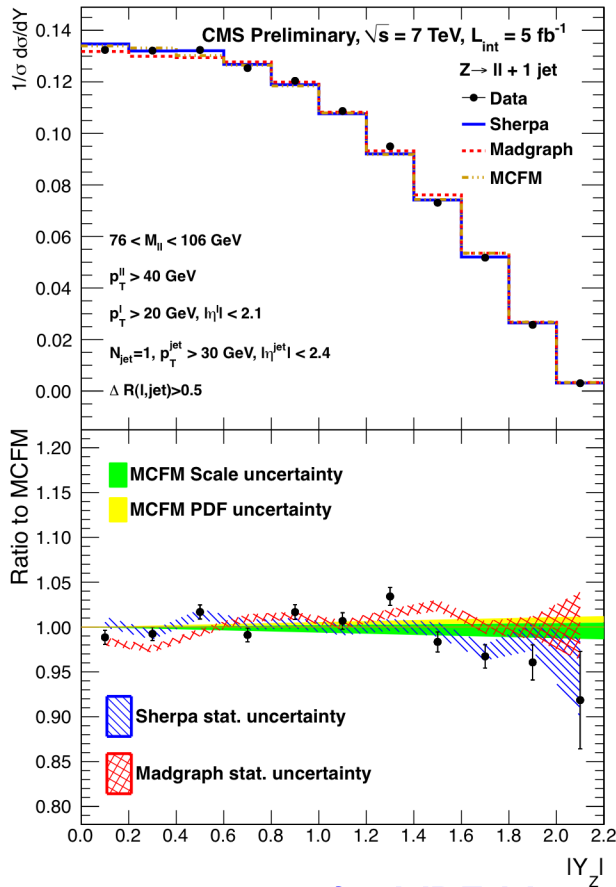 1/σ dσ/dY
CMS Preliminary, √s = 7 TeV, L_int = 5 fb⁻¹
Z→ ll + 1 jet
Data
Sherpa
Madgraph
MCFM
76 < M_ll < 106 GeV
p_T^ll > 40 GeV
p_T^l > 20 GeV, |η^l| < 2.1
N_jet=1, p_T^jet > 30 GeV, |η^jet| < 2.4
Δ R(l,jet)>0.5
0.14
0.12
0.10
0.08
0.06
0.04
0.02
0.00
Ratio to MCFM
MCFM Scale uncertainty
MCFM PDF uncertainty
Sherpa stat. uncertainty
Madgraph stat. uncertainty
1.20
1.15
1.10
1.05
1.00
0.95
0.90
0.85
0.80
0.0 0.2 0.4 0.6 0.8 1.0 1.2 1.4 1.6 1.8 2.0 2.2
|Y_Z|